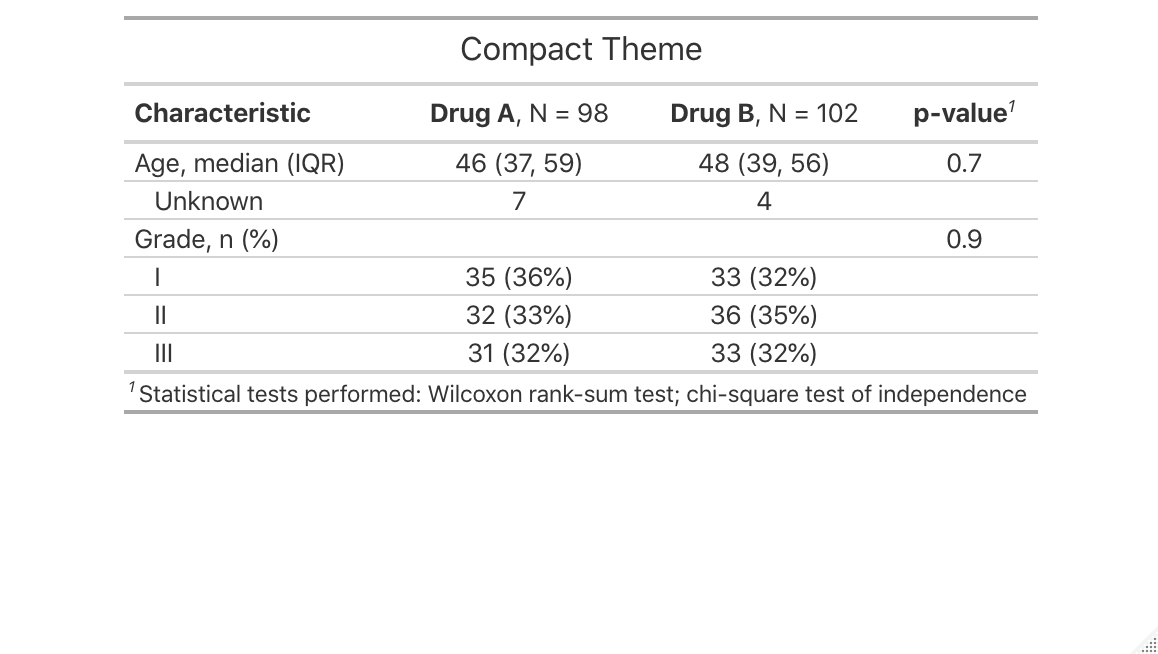 Compact Theme
Characteristic Drug A, N = 98 Drug B, N = 102 p-value1
Age, median (IQR) 46 (37, 59) 48 (39, 56) 0.7
Unknown 7 4
Grade, n (%) 0.9
I 35 (36%) 33 (32%)
II 32 (33%) 36 (35%)
III 31 (32%) 33 (32%)
1 Statistical tests performed: Wilcoxon rank-sum test; chi-square test of independence